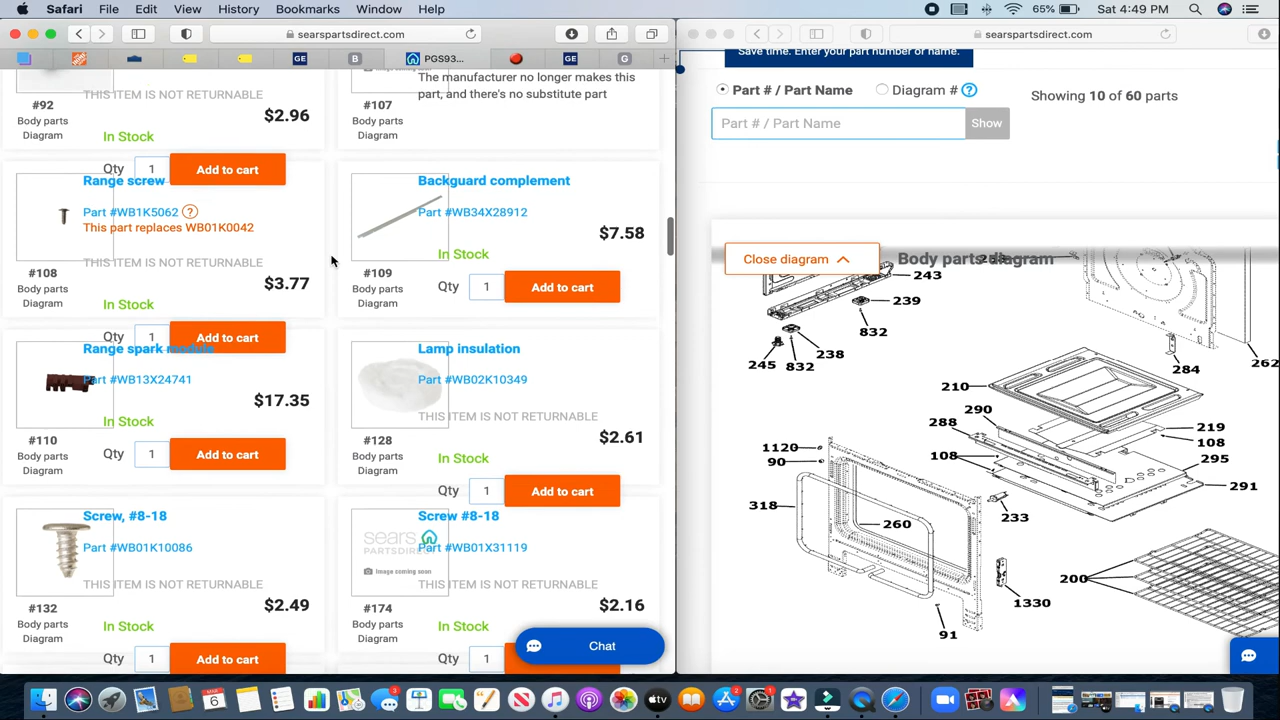 Safari File Edit View History Bookmarks Window Help
65% Sat 4:49 PM
searspartsdirect.com
GE B PGS93... GE G
#92
Body parts
Diagram
THIS ITEM IS NOT RETURNABLE
$2.96
In Stock
Qty 1 Add to cart
#107
Body parts
Diagram
The manufacturer no longer makes this
part, and there's no substitute part
Range screw
Part #WB1K5062 ?
This part replaces WB01K0042
THIS ITEM IS NOT RETURNABLE
$3.77
#108
Body parts
Diagram
In Stock
Qty 1 Add to cart
Backguard complement
Part #WB34X28912
$7.58
In Stock
#109
Body parts
Diagram
Qty 1 Add to cart
Range spark module
Part #WB13X24741
$17.35
In Stock
#110
Body parts
Diagram
Qty 1 Add to cart
Lamp insulation
Part #WB02K10349
THIS ITEM IS NOT RETURNABLE
$2.61
#128
Body parts
Diagram
In Stock
Qty 1 Add to cart
Screw, #8-18
Part #WB01K10086
THIS ITEM IS NOT RETURNABLE
$2.49
#132
Body parts
Diagram
In Stock
Qty 1 Add to cart
Screw #8-18
SEARS
PARTSDIRECT
Image coming soon
Part #WB01X31119
THIS ITEM IS NOT RETURNABLE
$2.16
#174
Body parts
Diagram
In Stock
Qty 1
Chat
searspartsdirect.com
Save time. Enter your part number or name.
Part # / Part Name Diagram # ?
Showing 10 of 60 parts
Part # / Part Name Show
Close diagram Body parts diagram
243
239
832
238
245 832
284
262
210
290
288
219
108
1120
90
108
295
291
318
260
233
200
1330
91
MAR
6
3
2
1
tv